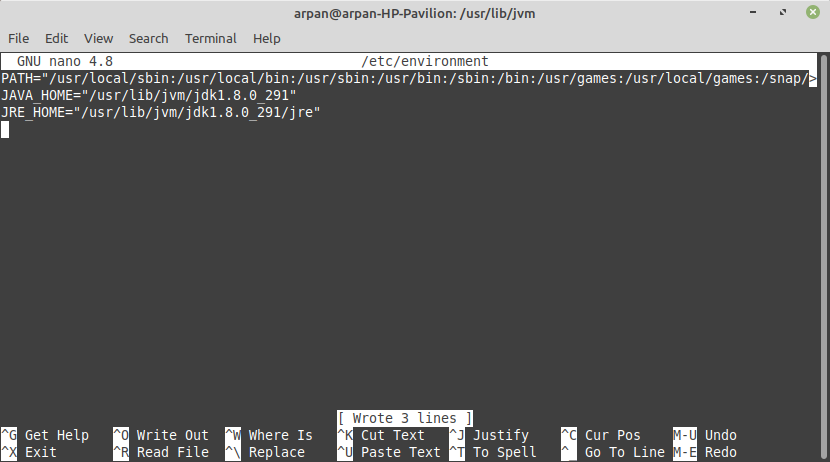 arpan@arpan-HP-Pavilion: /usr/lib/jvm
File Edit View Search Terminal Help
GNU nano 4.8 /etc/environment
PATH="/usr/local/sbin:/usr/local/bin:/usr/sbin:/usr/bin:/sbin:/bin:/usr/games:/usr/local/games:/snap/>
JAVA_HOME="/usr/lib/jvm/jdk1.8.0_291"
JRE_HOME="/usr/lib/jvm/jdk1.8.0_291/jre"
[ Wrote 3 lines ]
^G Get Help ^O Write Out ^W Where Is ^K Cut Text ^J Justify ^C Cur Pos M-U Undo
^X Exit ^R Read File ^\ Replace ^U Paste Text ^T To Spell ^_ Go To Line M-E Redo